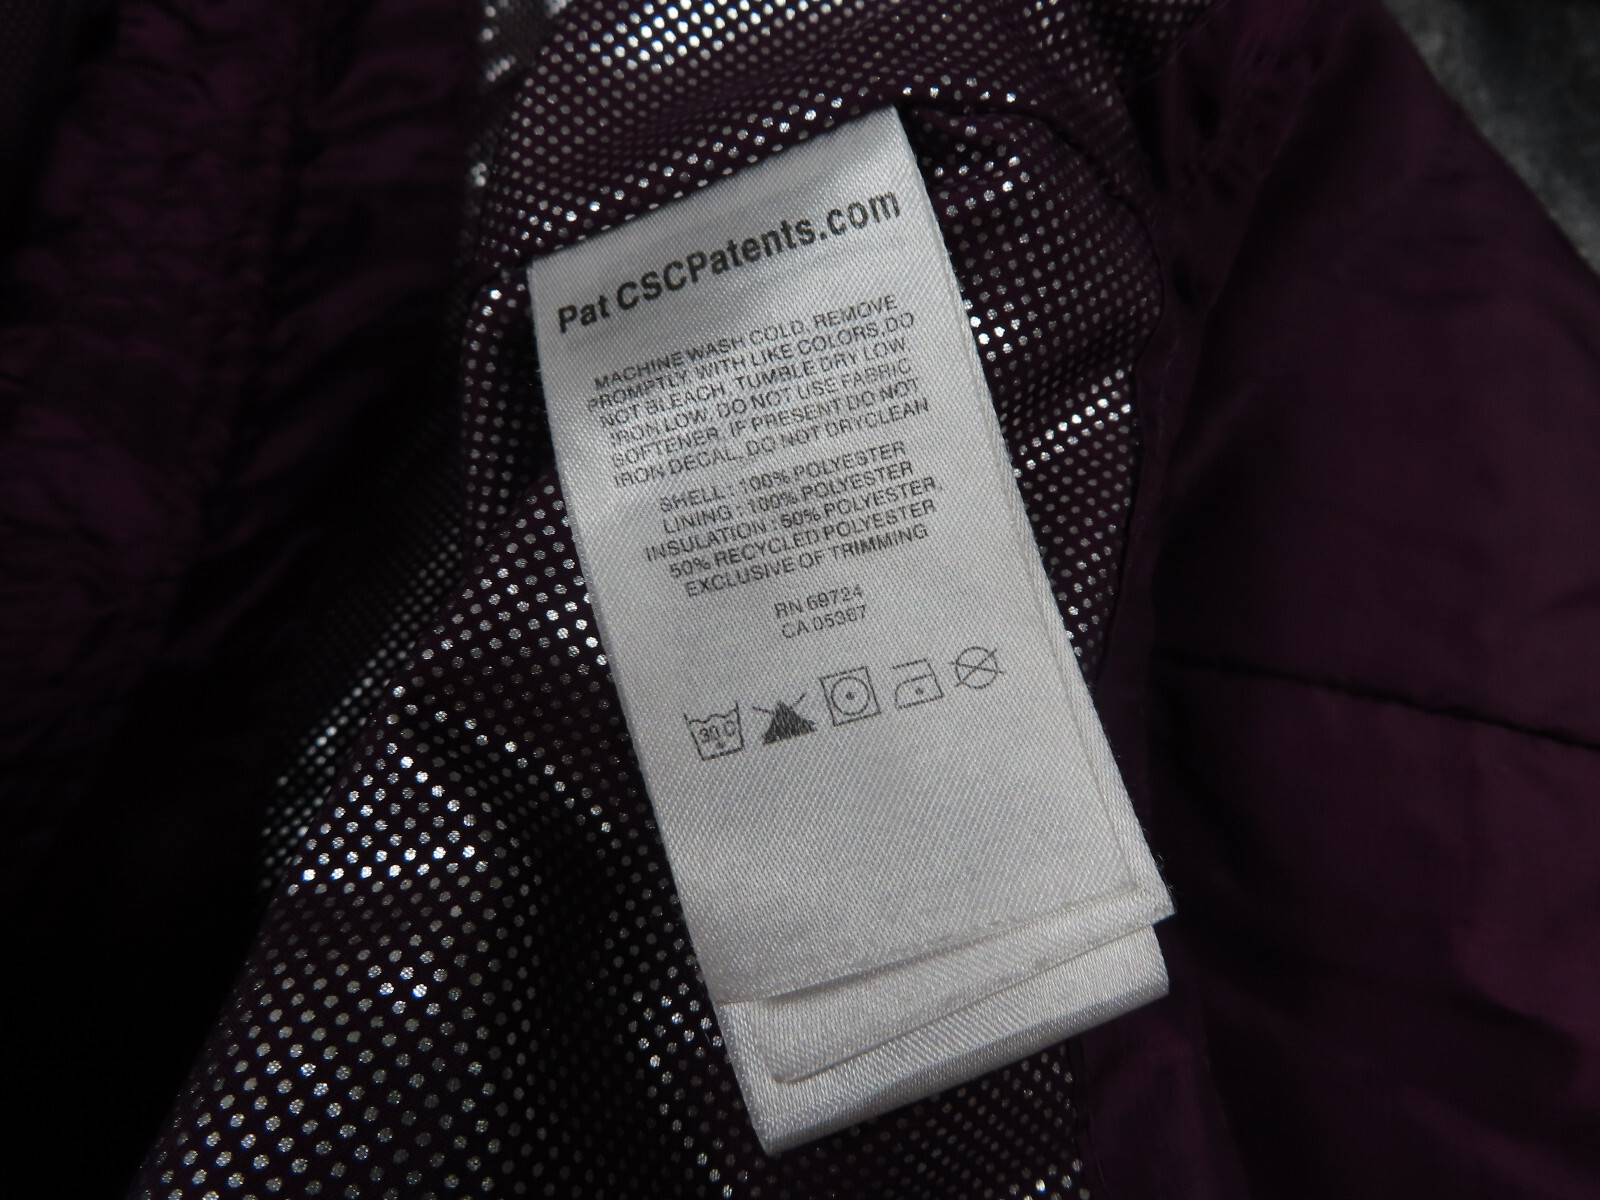 Pat CSCPatents.com
MACHINE WASH COLD, REMOVE
PROMPTLY, WITH LIKE COLORS, DO
NOT BLEACH, TUMBLE DRY LOW,
IRON LOW, DO NOT USE FABRIC
SOFTENER, IF PRESENT DO NOT
IRON DECAL, DO NOT DRYCLEAN
SHELL : 100% POLYESTER
LINING : 100% POLYESTER
INSULATION : 50% POLYESTER,
50% RECYCLED POLYESTER
EXCLUSIVE OF TRIMMING
RN 69724
CA 05367
30 C